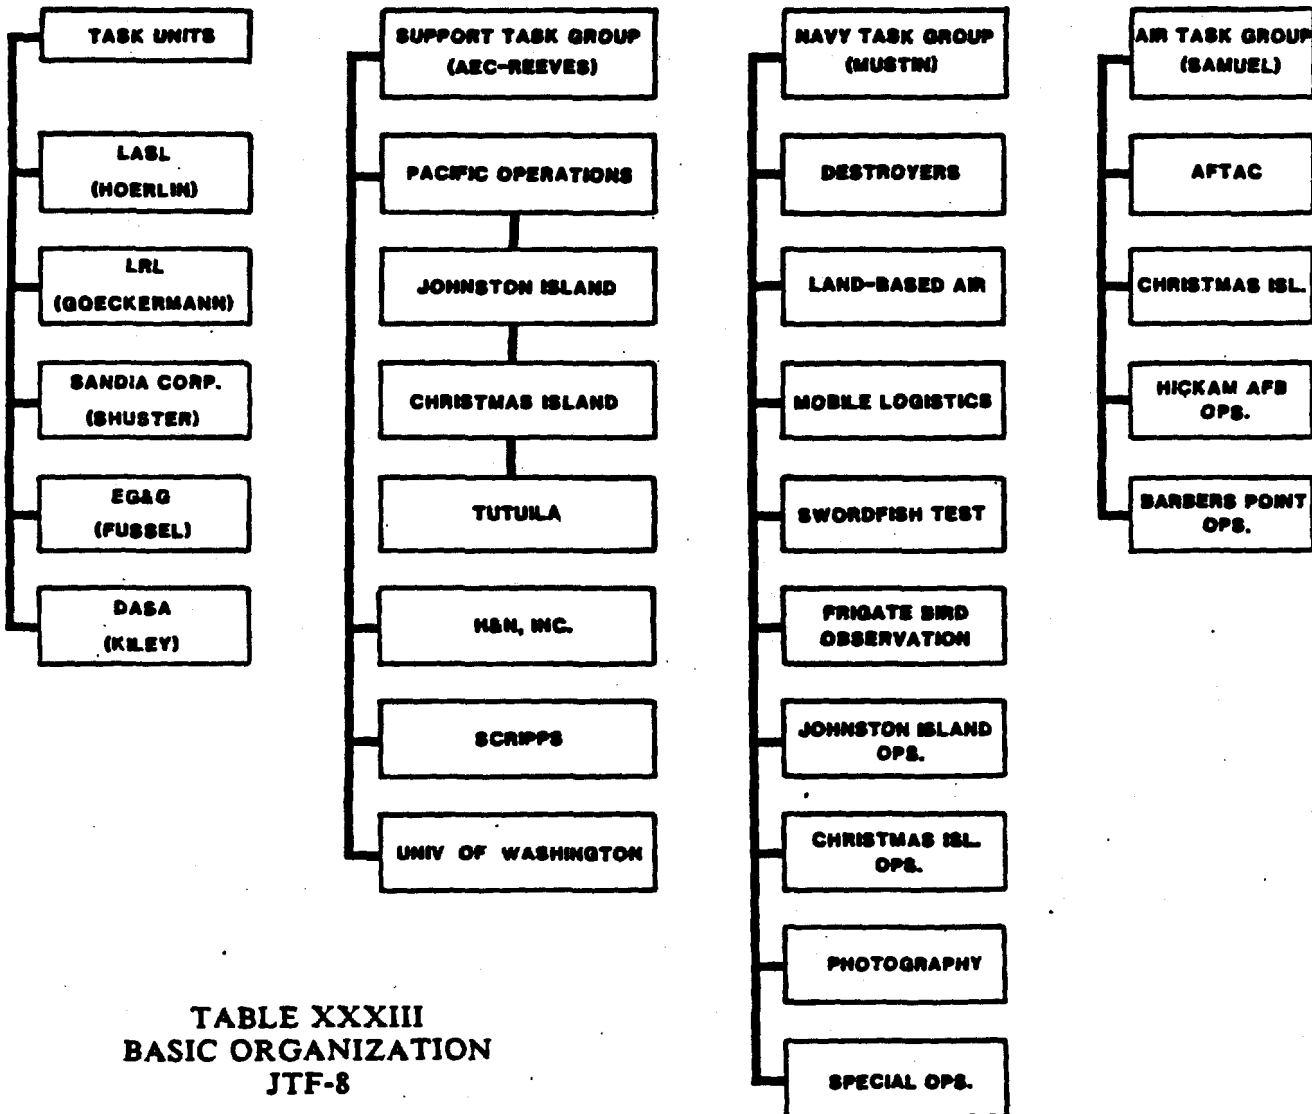 TASK UNITS
LASL
(HOERLIN)
LRL
(GOECKERMANN)
SANDIA CORP.
(SHUSTER)
EG&G
(FUSSEL)
DASA
(KILEY)
SUPPORT TASK GROUP
(AEC-REEVES)
PACIFIC OPERATIONS
JOHNSTON ISLAND
CHRISTMAS ISLAND
TUTUILA
H&N, INC.
SCRIPPS
UNIV OF WASHINGTON
NAVY TASK GROUP
(MUSTIN)
DESTROYERS
LAND-BASED AIR
MOBILE LOGISTICS
SWORDFISH TEST
FRIGATE BIRD
OBSERVATION
JOHNSTON ISLAND
OPS.
CHRISTMAS ISL.
OPS.
PHOTOGRAPHY
SPECIAL OPS.
AIR TASK GROUP
(SAMUEL)
AFTAC
CHRISTMAS ISL.
HICKAM AFB
OPS.
BARBERS POINT
OPS.
TABLE XXXIII
BASIC ORGANIZATION
JTF-8